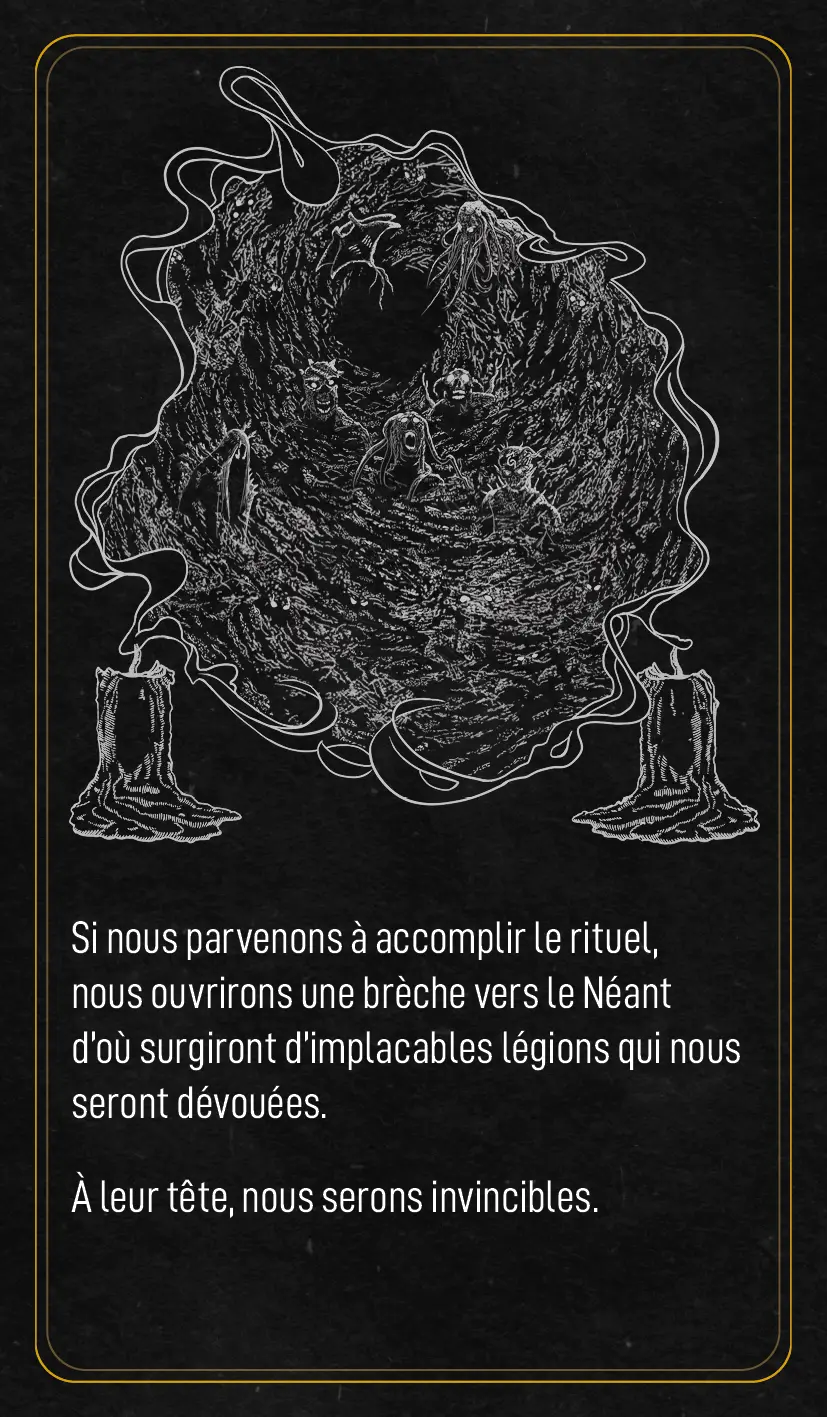 Si nous parvenons à accomplir le rituel,
nous ouvrirons une brèche vers le Néant
d’où surgiront d’implacables légions qui nous
seront dévouées.
À leur tête, nous serons invincibles.